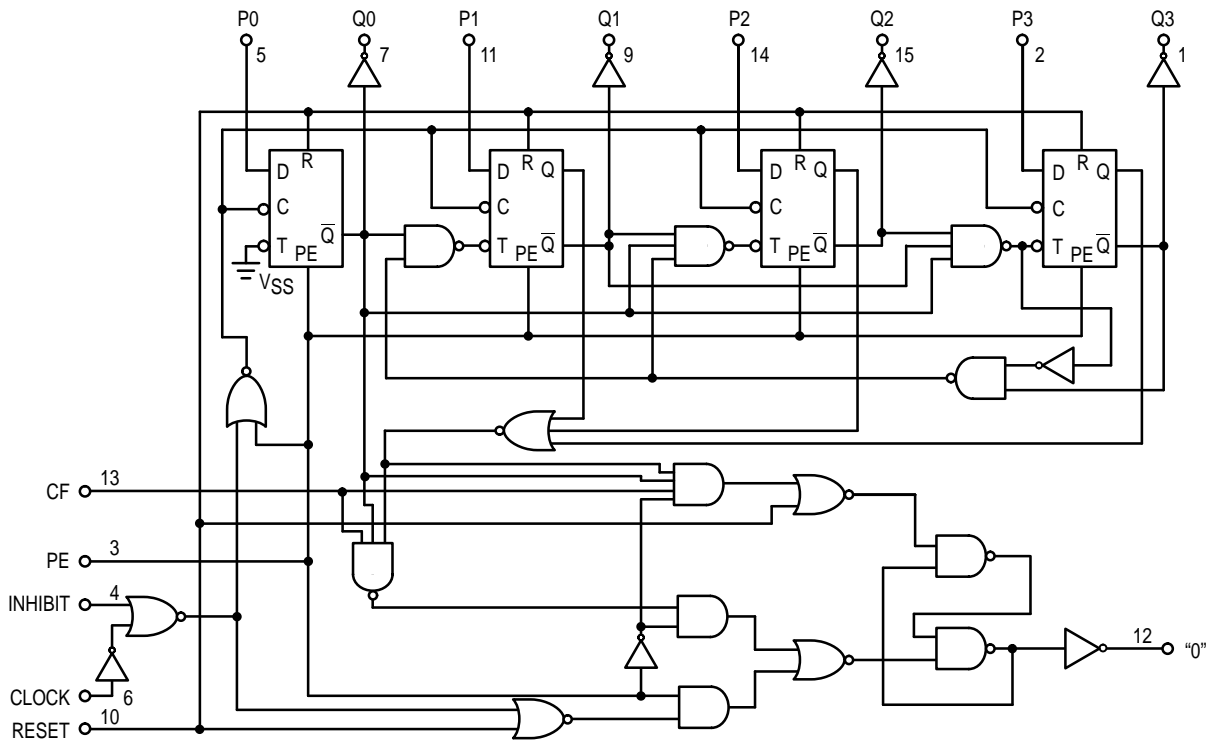 P0 Q0 P1 Q1 P2 Q2 P3 Q3
5 7 11 9 14 15 2 1
R R Q R Q R Q
D D D D
C C C C
Q̅ Q̅ Q̅ Q̅
T PE T PE T PE T PE
VSS
CF 13
PE 3
INHIBIT 4
12 "0"
CLOCK 6
RESET 10